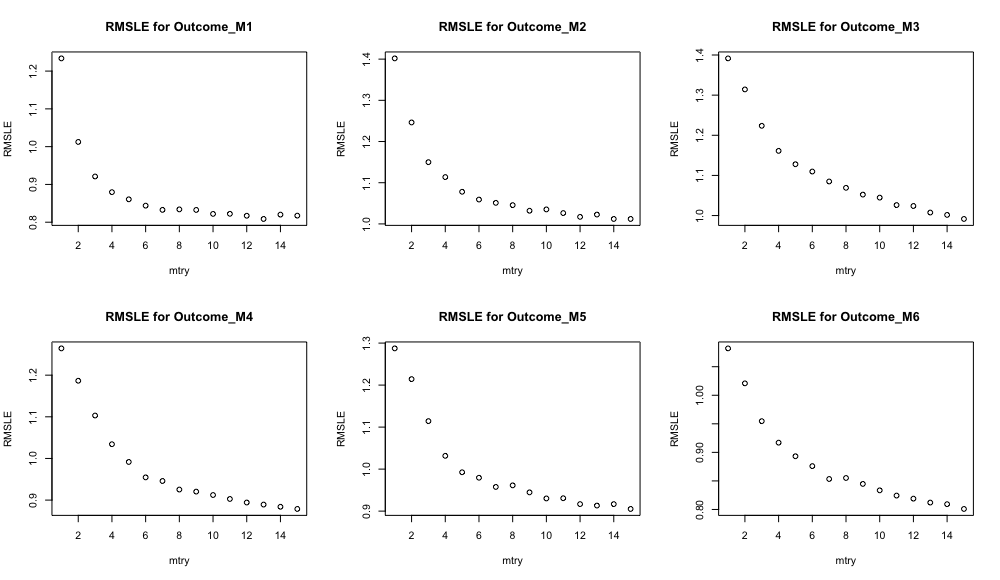 RMSLE for Outcome_M1
RMSLE
1.2
1.1
1.0
0.9
0.8
2 4 6 8 10 12 14
mtry
RMSLE for Outcome_M2
RMSLE
1.4
1.3
1.2
1.1
1.0
2 4 6 8 10 12 14
mtry
RMSLE for Outcome_M3
RMSLE
1.4
1.3
1.2
1.1
1.0
2 4 6 8 10 12 14
mtry
RMSLE for Outcome_M4
RMSLE
1.2
1.1
1.0
0.9
2 4 6 8 10 12 14
mtry
RMSLE for Outcome_M5
RMSLE
1.3
1.2
1.1
1.0
0.9
2 4 6 8 10 12 14
mtry
RMSLE for Outcome_M6
RMSLE
1.00
0.90
0.80
2 4 6 8 10 12 14
mtry